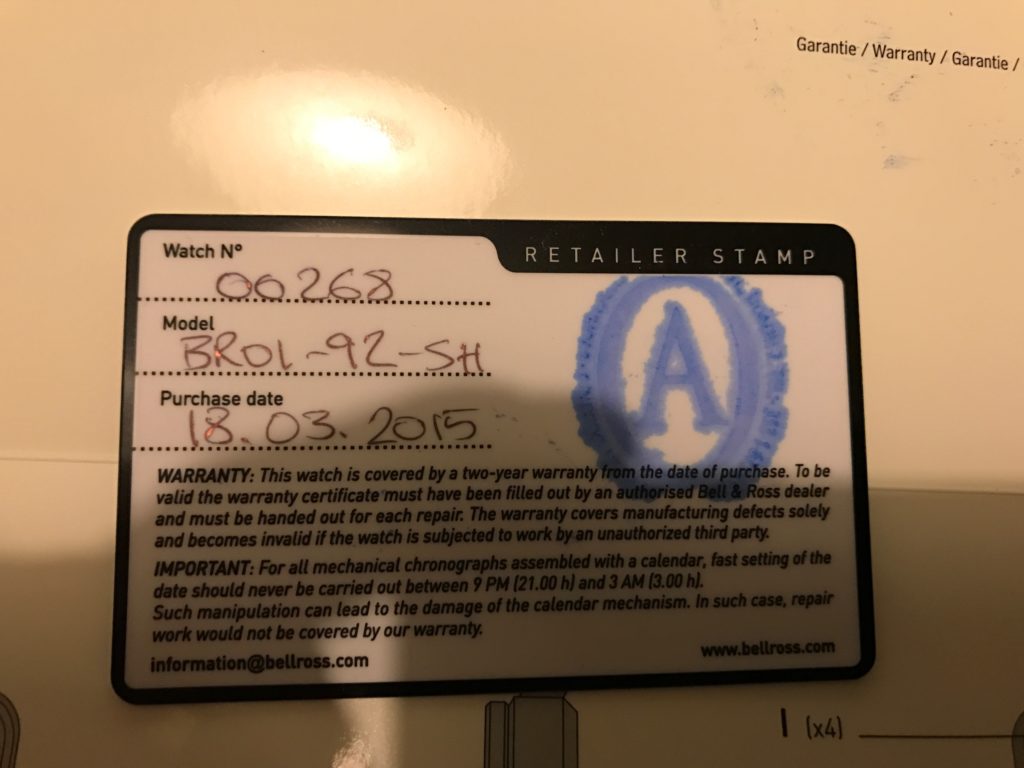 Garantie / Warranty / Garantie /
RETAILER STAMP
Watch Nº
00268
Model
BR01-92-SH
Purchase date
18.03.2015
A
WARRANTY: This watch is covered by a two-year warranty from the date of purchase. To be
valid the warranty certificate must have been filled out by an authorised Bell & Ross dealer
and must be handed out for each repair. The warranty covers manufacturing defects solely
and becomes invalid if the watch is subjected to work by an unauthorized third party.
IMPORTANT: For all mechanical chronographs assembled with a calendar, fast setting of the
date should never be carried out between 9 PM (21.00 h) and 3 AM (3.00 h).
Such manipulation can lead to the damage of the calendar mechanism. In such case, repair
work would not be covered by our warranty.
information@bellross.com
www.bellross.com
I (x4)